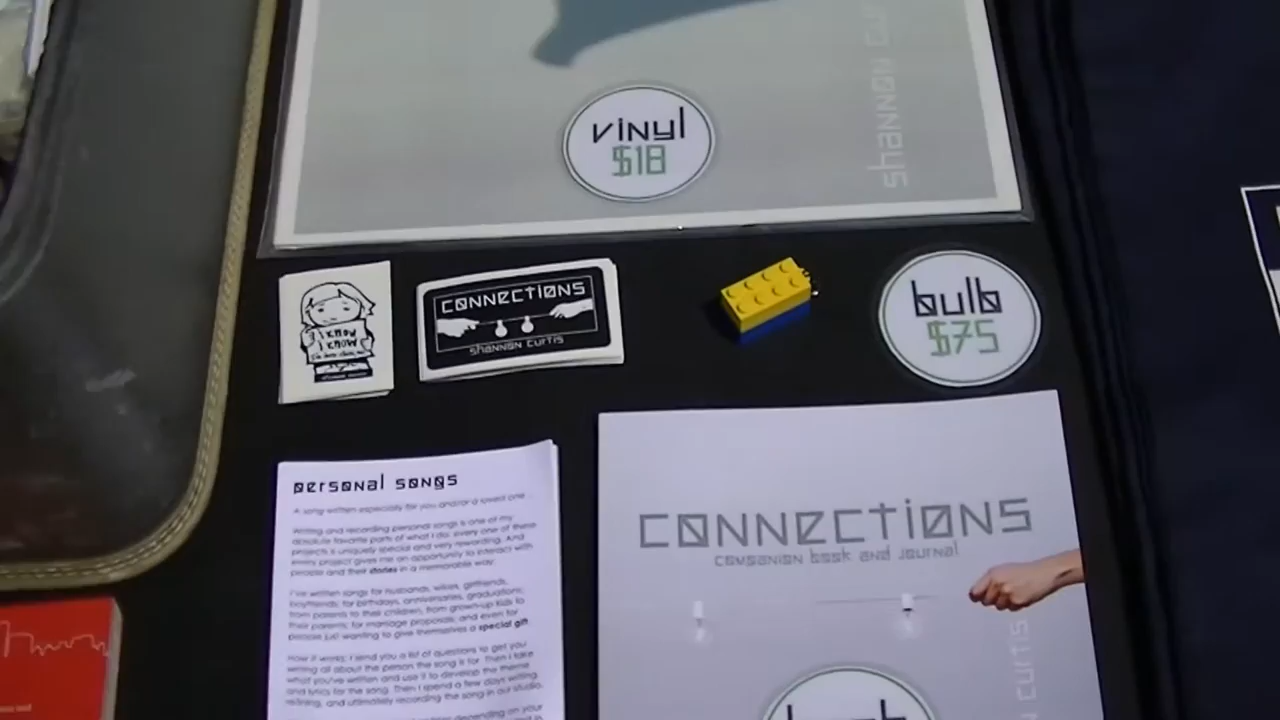 shannon cur
vinyl
$18
I KNOW
I KNOW
CONNECTIONS
shannon curtis
bulb
$75
personal songs
A song written especially for you and/or a loved one ...
Writing and recording personal songs is one of my
absolute favorite parts of what I do. Every one of these
projects is uniquely special and very rewarding. And
every project gives me an opportunity to interact with
people and their stories in a memorable way.
I've written songs for husbands, wives, girlfriends,
boyfriends; for birthdays, anniversaries, graduations;
from parents to their children, from grown-up kids to
their parents; for marriage proposals; and even for
people just wanting to give themselves a special gift.
How it works: I send you a list of questions to get you
writing all about the person the song is for. Then I take
what you've written and use it to develop the theme
and lyrics for the song. Then I spend a few days writing,
refining, and ultimately recording the song in our studio.
depending on your
CONNECTIONS
companion book and journal
curtis
book